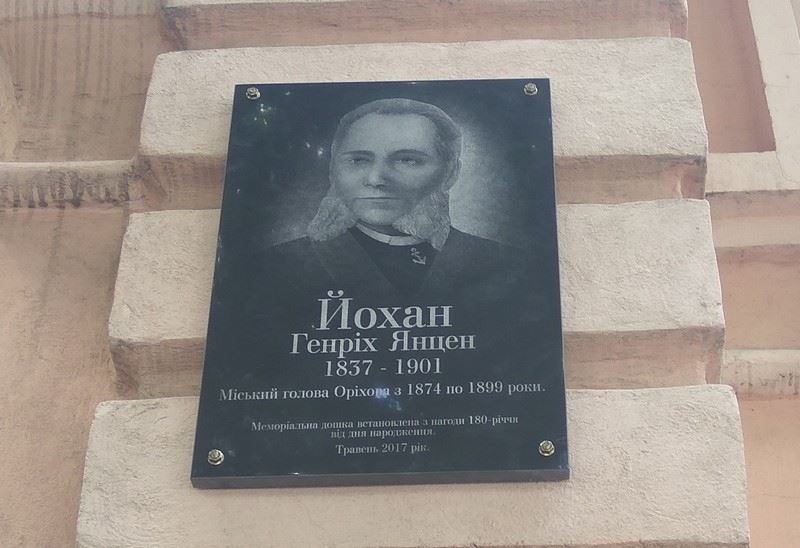 Йохан
Генріх Янцен
1837 - 1901
Міський голова Оріхова з 1874 по 1899 роки.
Меморіальна дошка встановлена з нагоди 180-річчя
від дня народження.
Травень 2017 рік.